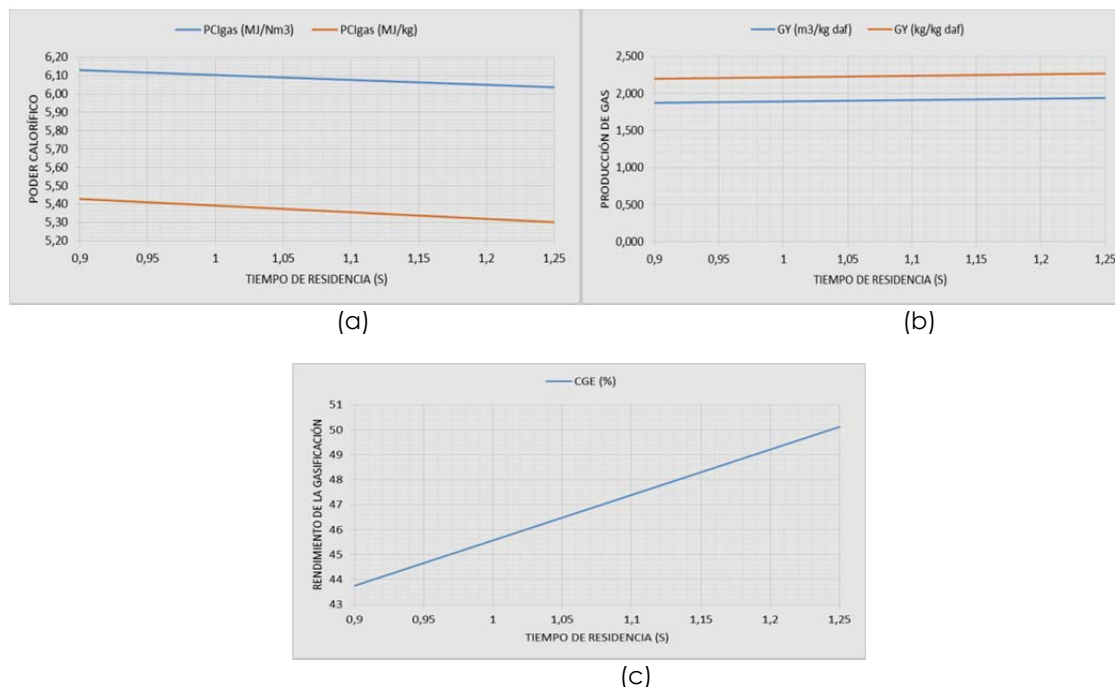 PCIgas (MJ/Nm3) PCIgas (MJ/kg)
6,20
6,10
6,00
5,90
5,80
5,70
5,60
5,50
5,40
5,30
5,20
PODER CALORÍFICO
0,9 0,95 1 1,05 1,1 1,15 1,2 1,25
TIEMPO DE RESIDENCIA (S)
(a)
GY (m3/kg daf) GY (kg/kg daf)
2,500
2,000
1,500
1,000
0,500
0,000
PRODUCCIÓN DE GAS
0,9 0,95 1 1,05 1,1 1,15 1,2 1,25
TIEMPO DE RESIDENCIA (S)
(b)
CGE (%)
51
50
49
48
47
46
45
44
43
RENDIMIENTO DE LA GASIFICACIÓN
0,9 0,95 1 1,05 1,1 1,15 1,2 1,25
TIEMPO DE RESIDENCIA (S)
(c)